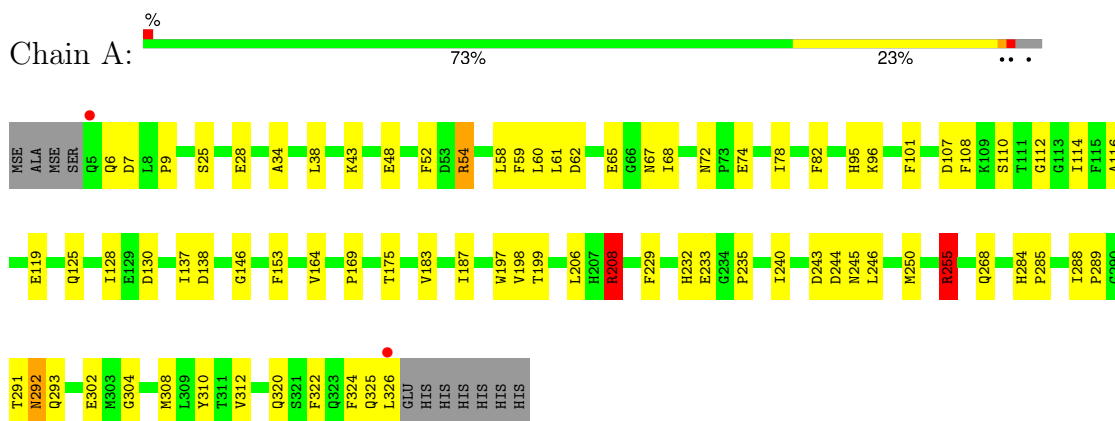 %
Chain A:
73% 23% •• •
MSE ALA MSE SER Q5 Q6 D7 L8 P9 S25 E28 A34 L38 K43 E48 F52 D53 R54 L58 F59 L60 L61 D62 E65 G66 N67 I68 N72 P73 E74 I78 F82 H95 K96 F101 D107 F108 K109 S110 T111 G112 G113 I114 F115 A116
E119 Q125 I128 E129 D130 I137 D138 G146 F153 V164 P169 T175 V183 I187 W197 V198 T199 L206 H207 R208 F229 H232 E233 G234 P235 I240 D243 D244 N245 L246 M250 R255 Q268 H284 P285 I288 P289 G290
T291 N292 Q293 E302 M303 G304 M308 L309 Y310 T311 V312 Q320 S321 F322 Q323 F324 Q325 L326 GLU HIS HIS HIS HIS HIS HIS